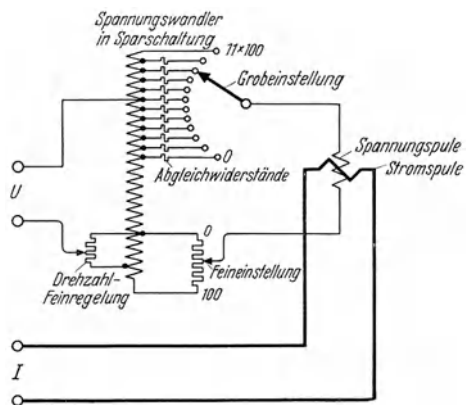 Spannungswandler
in Sparschaltung
11×100
Grobeinstellung
Spannungspule
Stromspule
0
Abgleichwiderstände
U
0
Drehzahl-
Feinregelung
Feineinstellung
100
I